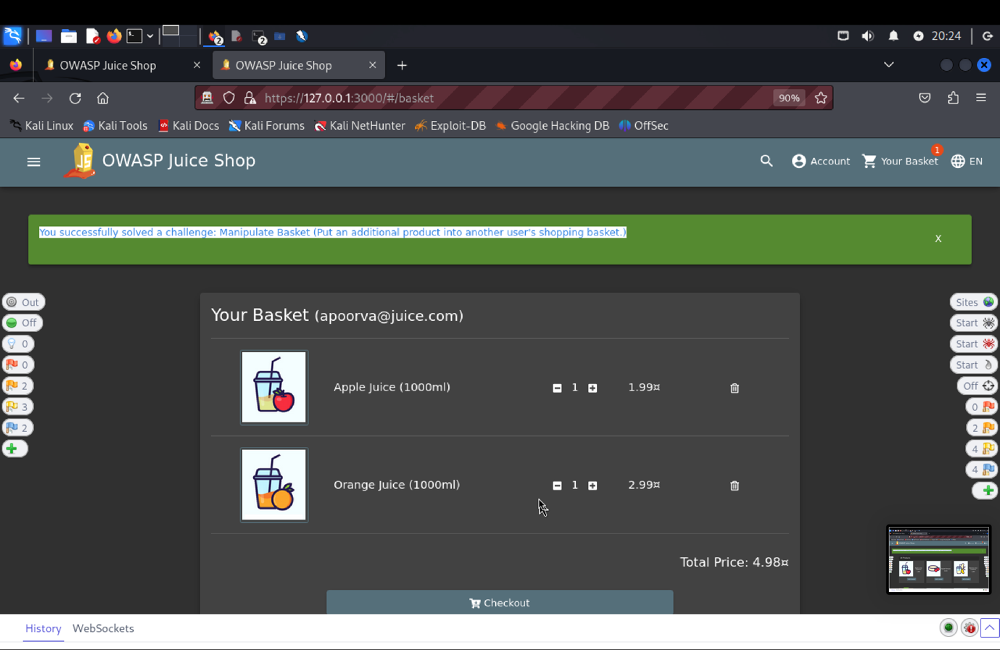 2
2
20:24
OWASP Juice Shop
OWASP Juice Shop
https://127.0.0.1:3000/#/basket
90%
Kali Linux Kali Tools Kali Docs Kali Forums Kali NetHunter Exploit-DB Google Hacking DB OffSec
JS OWASP Juice Shop
Account Your Basket 1 EN
You successfully solved a challenge: Manipulate Basket (Put an additional product into another user's shopping basket.)
X
Out
Off
0
0
2
3
2
Your Basket (apoorva@juice.com)
Apple Juice (1000ml) 1 1.99¤
Orange Juice (1000ml) 1 2.99¤
Total Price: 4.98¤
Checkout
Sites
Start
Start
Start
Off
0
2
4
4
History WebSockets